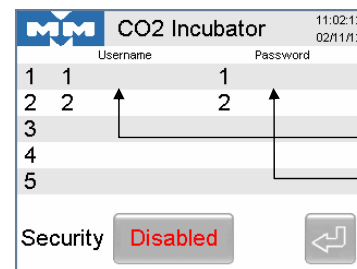 MMM CO2 Incubator 11:02:1
02/11/1
Username Password
1 1 1
2 2 2
3
4
5
Security Disabled